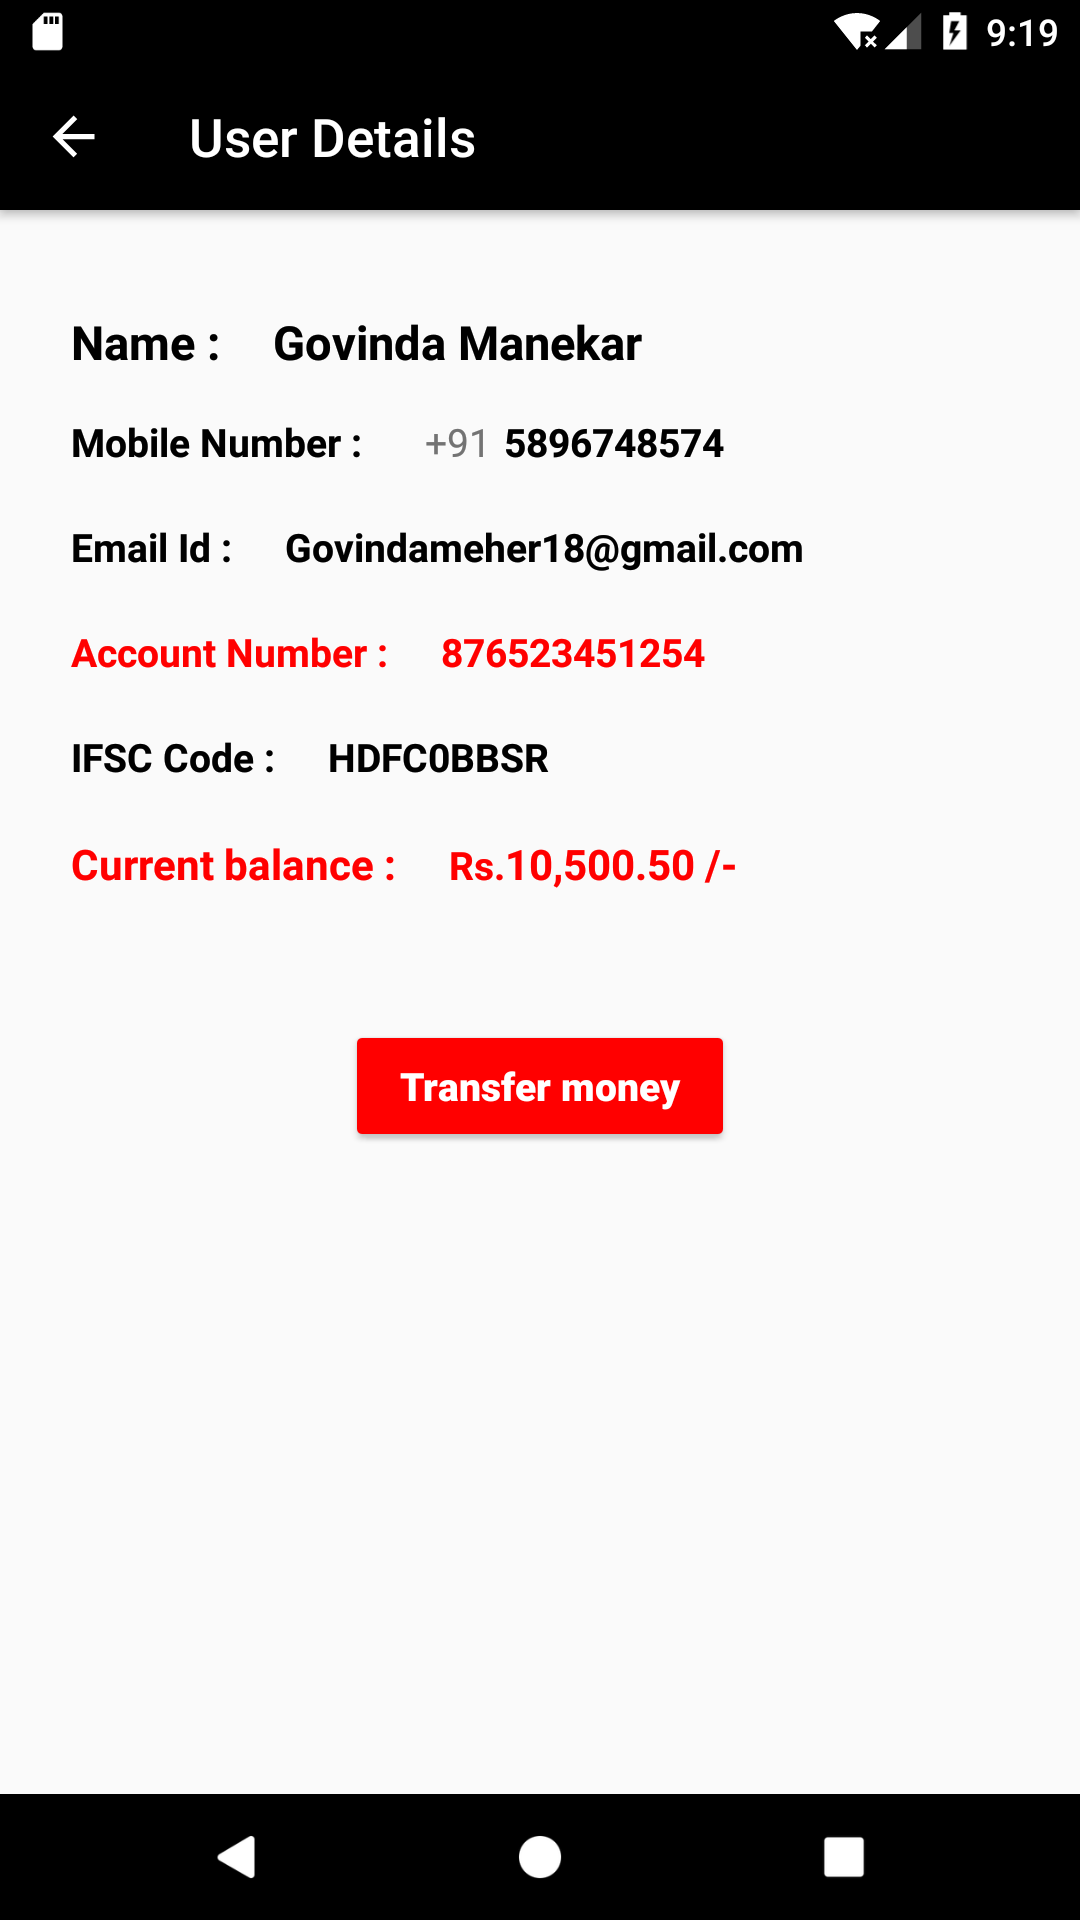 9:19
User Details
Name : Govinda Manekar
Mobile Number : +91 5896748574
Email Id : Govindameher18@gmail.com
Account Number : 876523451254
IFSC Code : HDFC0BBSR
Current balance : Rs.10,500.50 /-
Transfer money